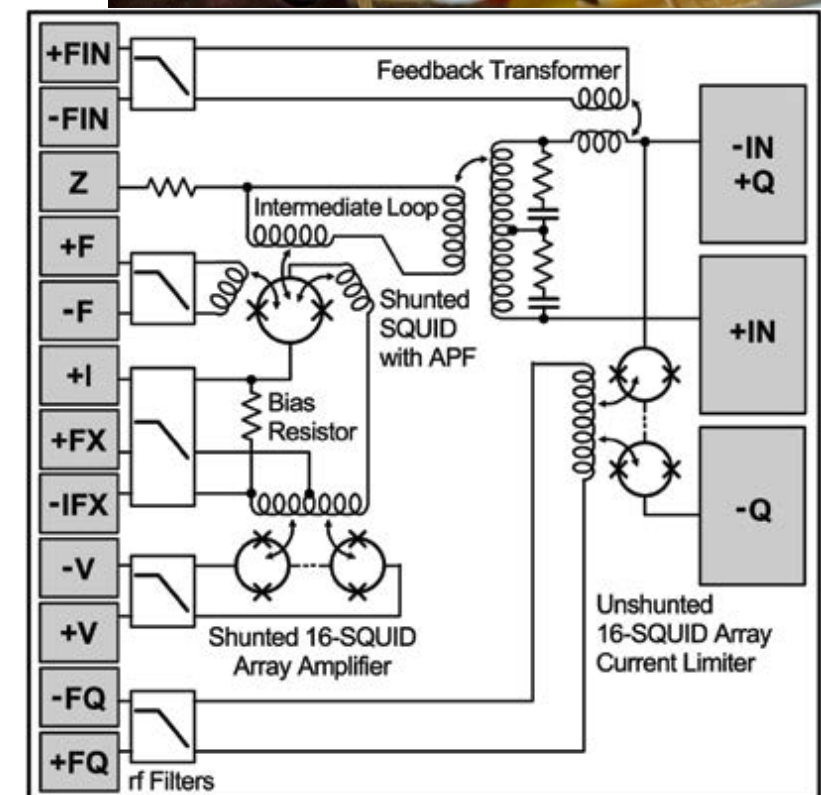 +FIN
-FIN
Z
+F
-F
+I
+FX
-IFX
-V
+V
-FQ
+FQ
rf Filters
Feedback Transformer
Intermediate Loop
Shunted
SQUID
with APF
Bias
Resistor
Shunted 16-SQUID
Array Amplifier
-IN
+Q
+IN
-Q
Unshunted
16-SQUID Array
Current Limiter